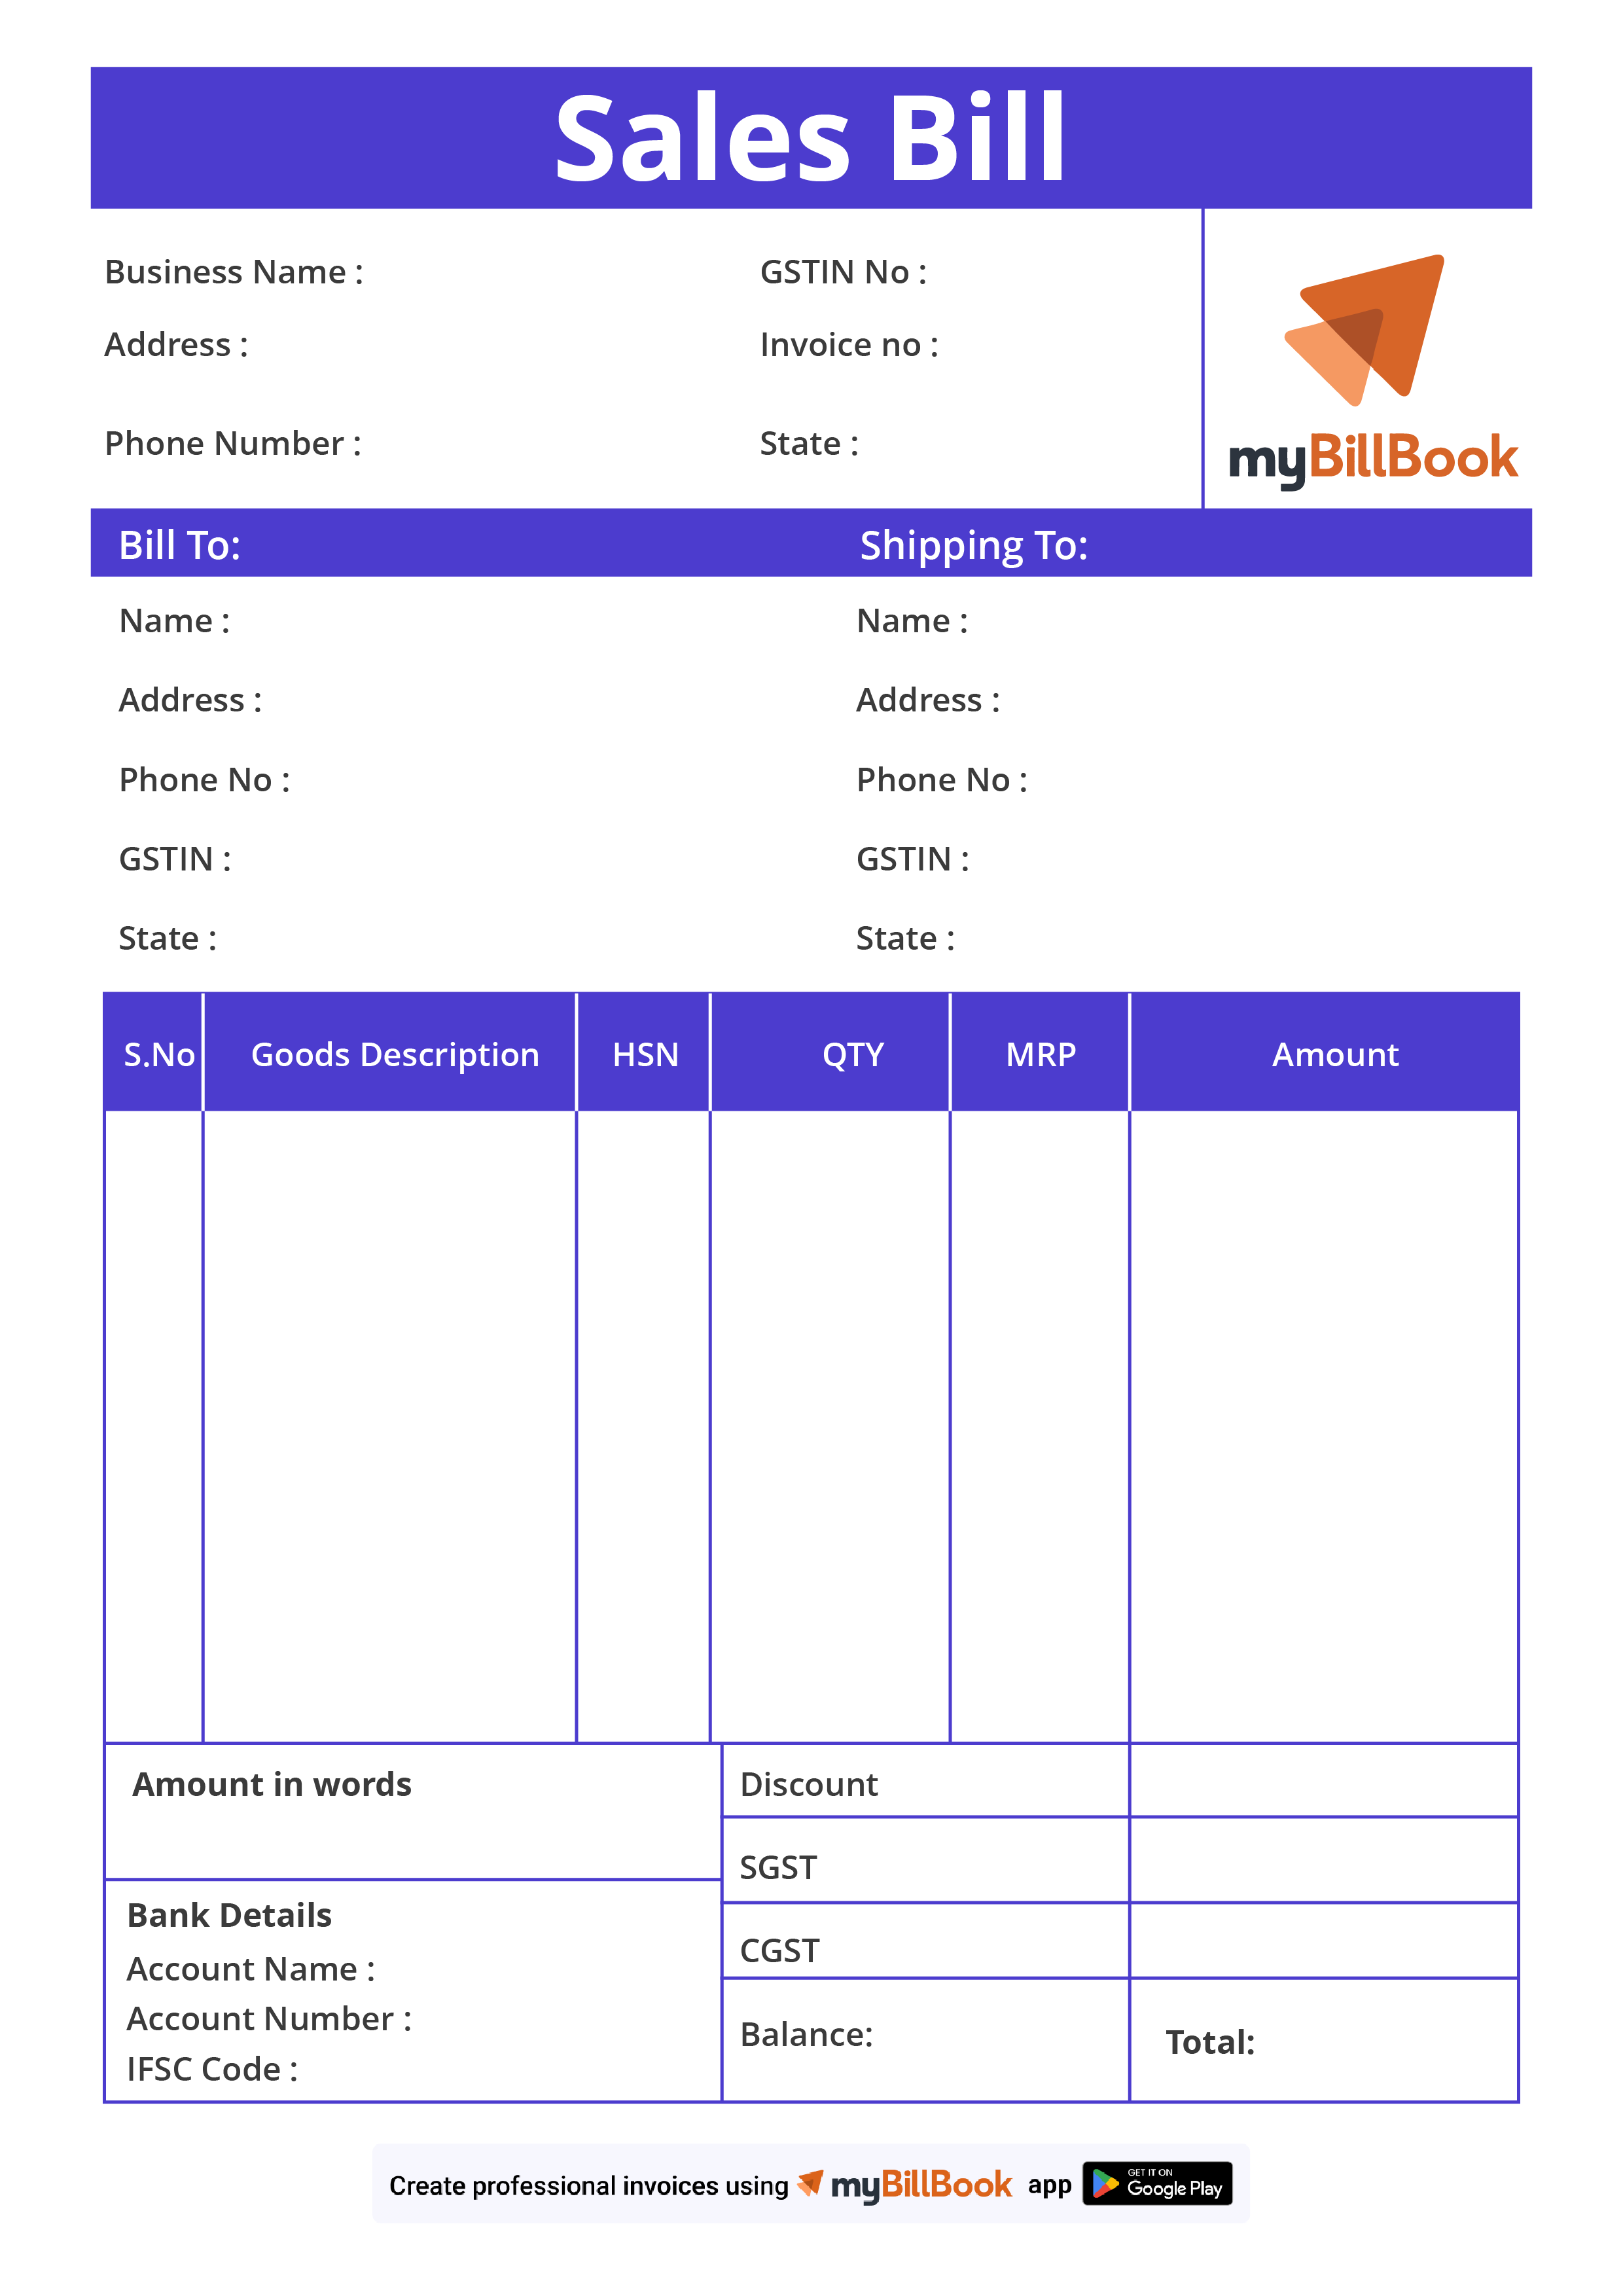 Sales Bill
Business Name :
GSTIN No :
Address :
Invoice no :
Phone Number :
State :
myBillBook
Bill To:
Shipping To:
Name :
Name :
Address :
Address :
Phone No :
Phone No :
GSTIN :
GSTIN :
State :
State :
S.No Goods Description HSN QTY MRP Amount
Amount in words
Discount
SGST
Bank Details
CGST
Account Name :
Account Number :
Balance:
Total:
IFSC Code :
Create professional invoices using myBillBook app
GET IT ON
Google Play